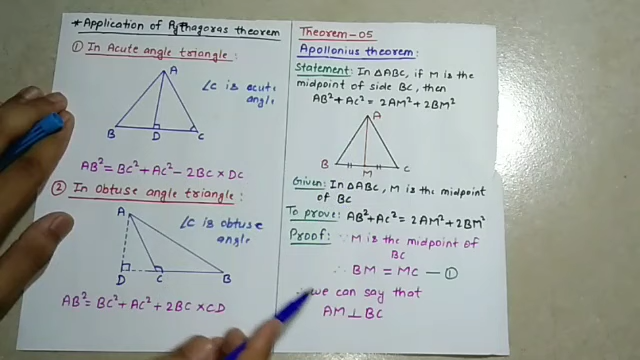 *Application of Pythagoras theorem
① In Acute angle triangle:
A
∠C is acute
angle
B
D
C
AB² = BC² + AC² - 2BC × DC
② In Obtuse angle triangle:
A
∠C is obtuse
angle
D
C
B
AB² = BC² + AC² + 2BC × CD
Theorem-05
Apollonius theorem:
Statement: In △ABC, if M is the
midpoint of side BC, then
AB² + AC² = 2AM² + 2BM²
A
B
M
C
Given: In △ABC, M is the midpoint
of BC
To prove: AB² + AC² = 2AM² + 2BM²
Proof: ∵ M is the midpoint of
BC
∴ BM = MC — ①
we can say that
AM ⊥ BC